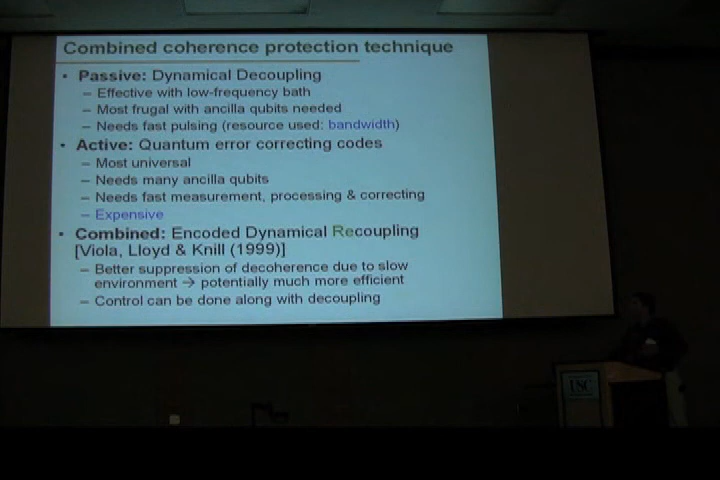 Combined coherence protection technique
• Passive: Dynamical Decoupling
– Effective with low-frequency bath
– Most frugal with ancilla qubits needed
– Needs fast pulsing (resource used: bandwidth)
• Active: Quantum error correcting codes
– Most universal
– Needs many ancilla qubits
– Needs fast measurement, processing & correcting
– Expensive
• Combined: Encoded Dynamical Recoupling
[Viola, Lloyd & Knill (1999)]
– Better suppression of decoherence due to slow
environment → potentially much more efficient
– Control can be done along with decoupling